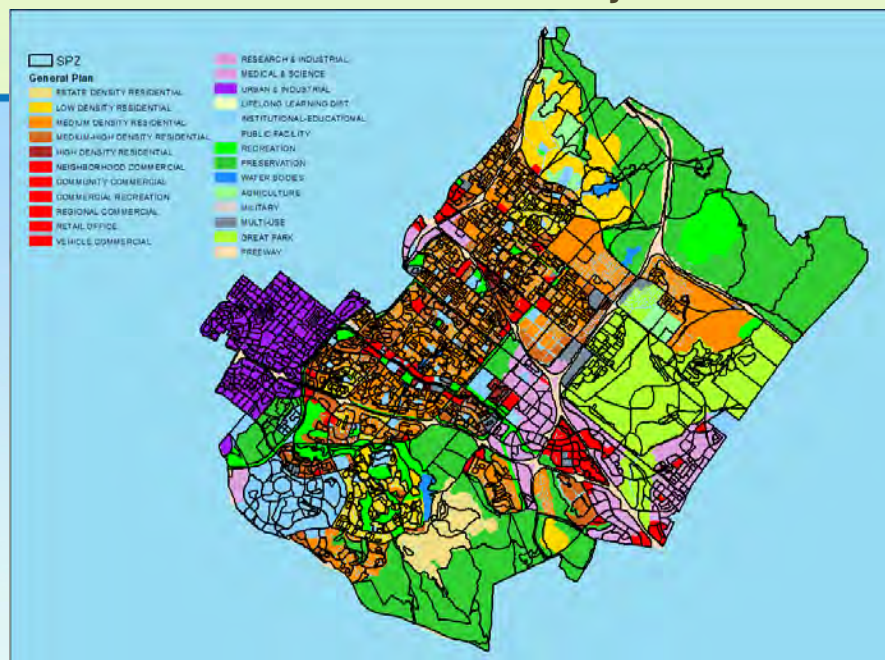 SPZ
General Plan
ESTATE DENSITY RESIDENTIAL
LOW DENSITY RESIDENTIAL
MEDIUM DENSITY RESIDENTIAL
MEDIUM-HIGH DENSITY RESIDENTIAL
HIGH DENSITY RESIDENTIAL
NEIGHBORHOOD COMMERCIAL
COMMUNITY COMMERCIAL
COMMERCIAL RECREATION
REGIONAL COMMERCIAL
RETAIL OFFICE
VEHICLE COMMERCIAL
RESEARCH & INDUSTRIAL
MEDICAL & SCIENCE
URBAN & INDUSTRIAL
LIFELONG LEARNING DIST.
INSTITUTIONAL-EDUCATIONAL
PUBLIC FACILITY
RECREATION
PRESERVATION
WATER BODIES
AGRICULTURE
MILITARY
MULTI-USE
GREAT PARK
FREEWAY